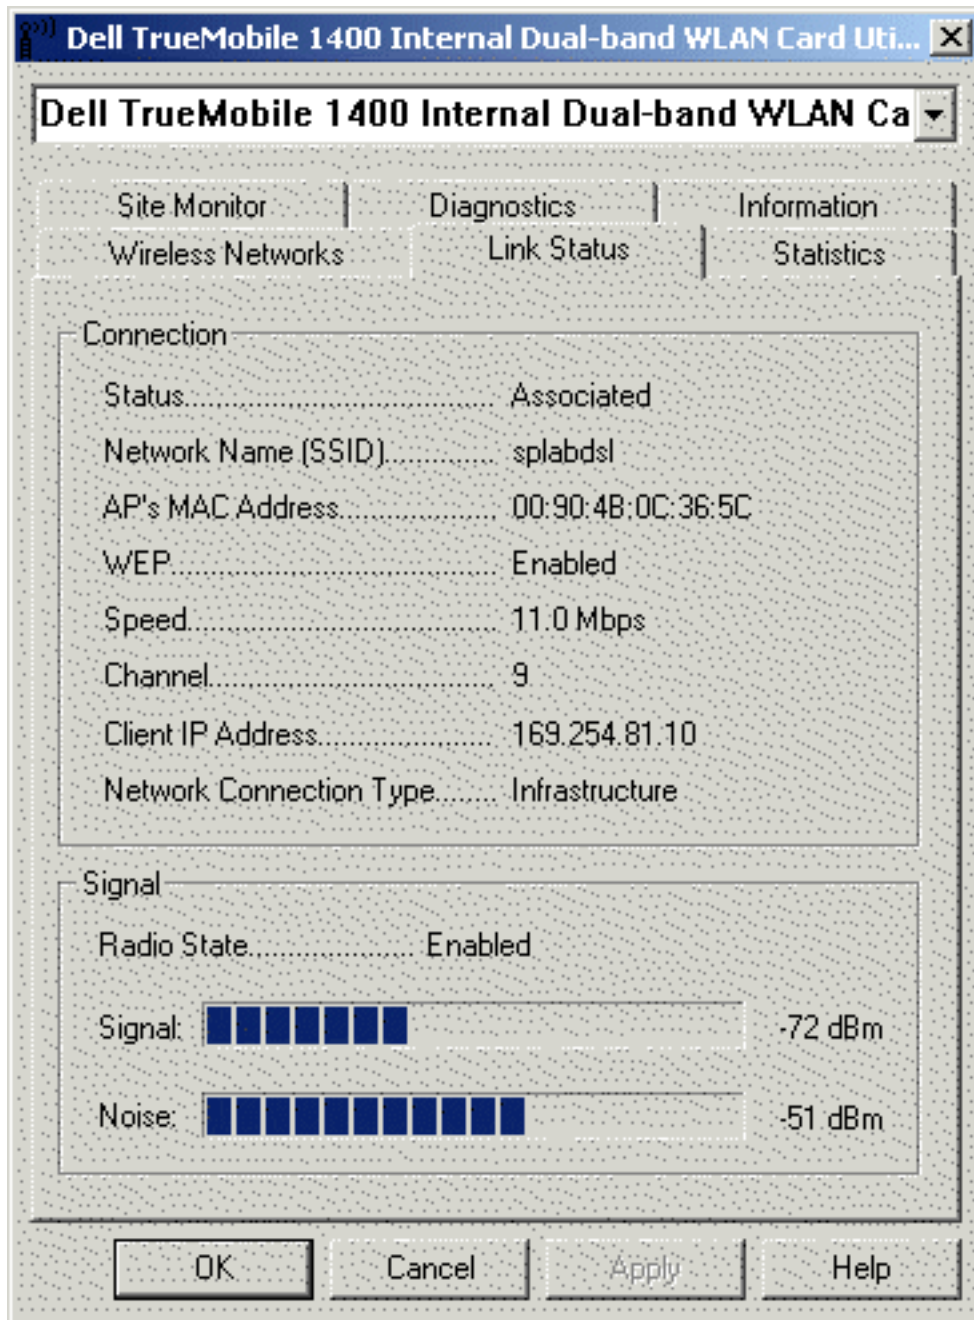 Dell TrueMobile 1400 Internal Dual-band WLAN Card Uti...
Dell TrueMobile 1400 Internal Dual-band WLAN Ca
Site Monitor Diagnostics Information
Wireless Networks Link Status Statistics
Connection
Status................................. Associated
Network Name (SSID)............ splabdsl
AP's MAC Address................. 00:90:4B:0C:36:5C
WEP................................... Enabled
Speed................................. 11.0 Mbps
Channel............................... 9
Client IP Address................... 169.254.81.10
Network Connection Type....... Infrastructure
Signal
Radio State.................. Enabled
Signal: -72 dBm
Noise: -51 dBm
OK Cancel Apply Help